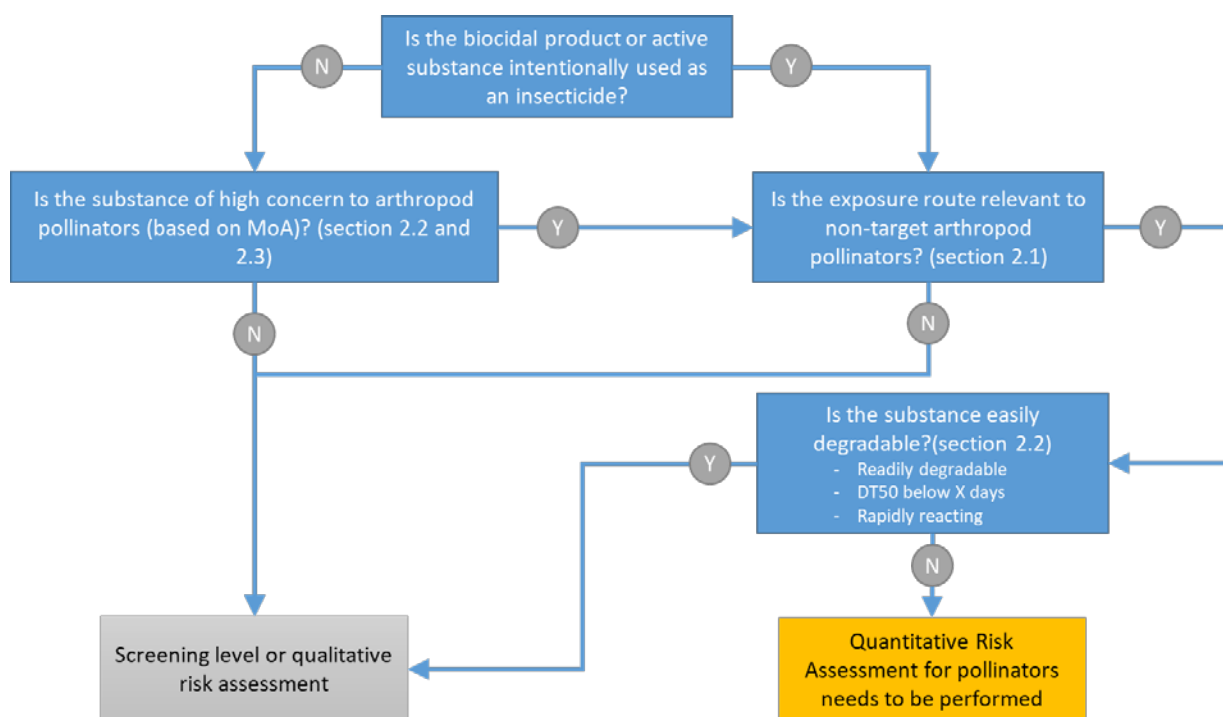 Is the biocidal product or active
substance intentionally used as
an insecticide?
N
Y
Is the substance of high concern to arthropod
pollinators (based on MoA)? (section 2.2 and
2.3)
Y
Is the exposure route relevant to
non-target arthropod
pollinators? (section 2.1)
Y
N
N
Is the substance easily
degradable?(section 2.2)
- Readily degradable
- DT50 below X days
- Rapidly reacting
Y
N
Screening level or qualitative
risk assessment
Quantitative Risk
Assessment for pollinators
needs to be performed